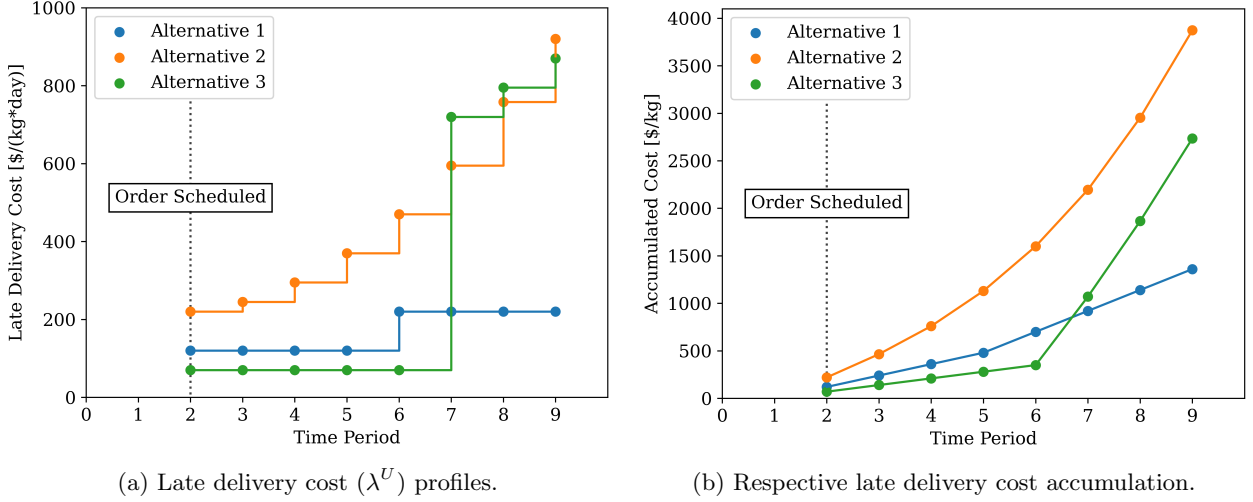 1000
800
600
400
200
0
Late Delivery Cost [$/(kg*day)]
Alternative 1
Alternative 2
Alternative 3
Order Scheduled
0 1 2 3 4 5 6 7 8 9
Time Period
(a) Late delivery cost (λ^U) profiles.
4000
3500
3000
2500
2000
1500
1000
500
0
Accumulated Cost [$/kg]
Alternative 1
Alternative 2
Alternative 3
Order Scheduled
0 1 2 3 4 5 6 7 8 9
Time Period
(b) Respective late delivery cost accumulation.